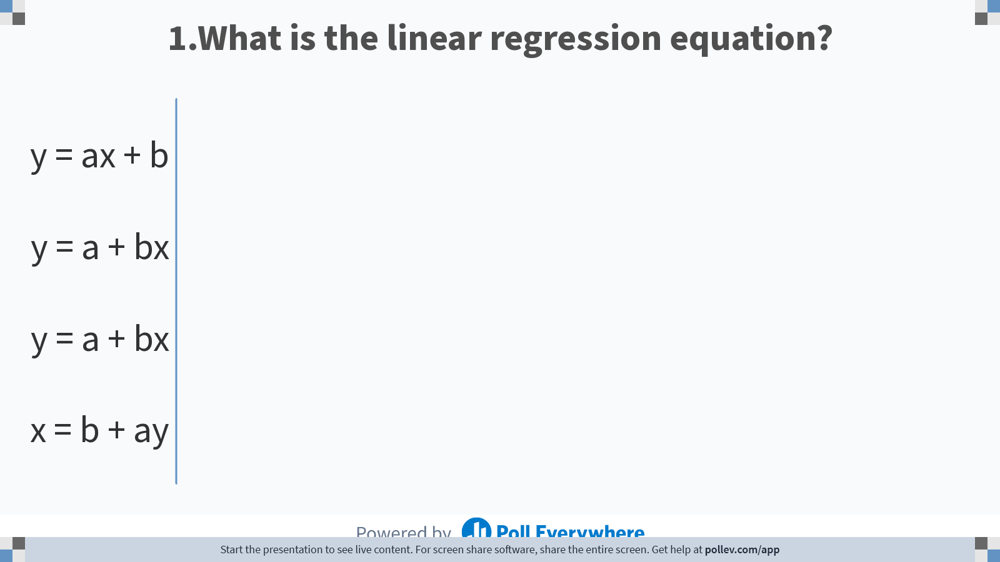 1.What is the linear regression equation?
y = ax + b
y = a + bx
y = a + bx
x = b + ay
Powered by Poll Everywhere
Start the presentation to see live content. For screen share software, share the entire screen. Get help at pollev.com/app